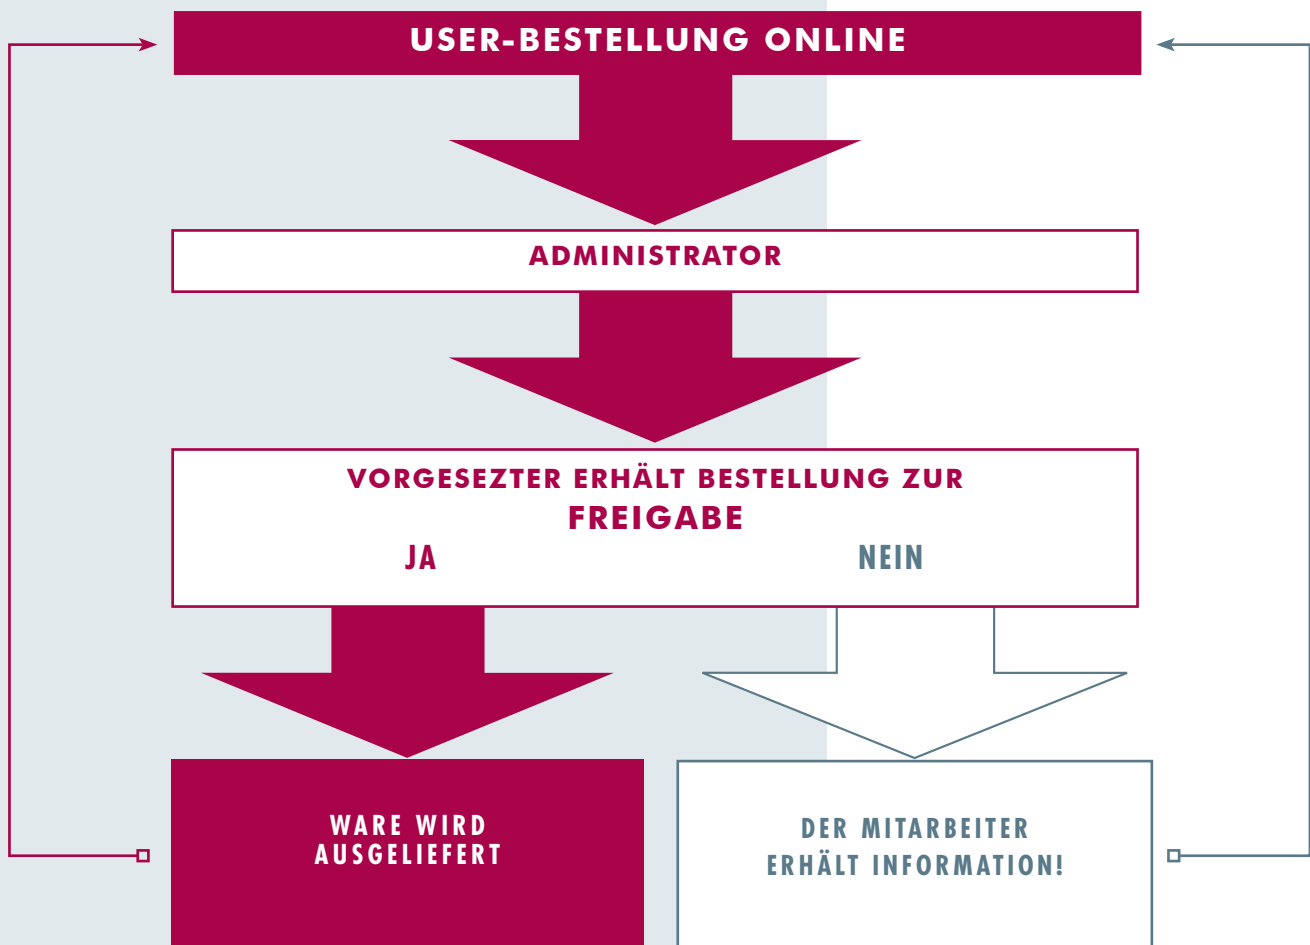 USER-BESTELLUNG ONLINE
ADMINISTRATOR
VORGESEZTER ERHÄLT BESTELLUNG ZUR
FREIGABE
JA
NEIN
WARE WIRD
AUSGELIEFERT
DER MITARBEITER
ERHÄLT INFORMATION!